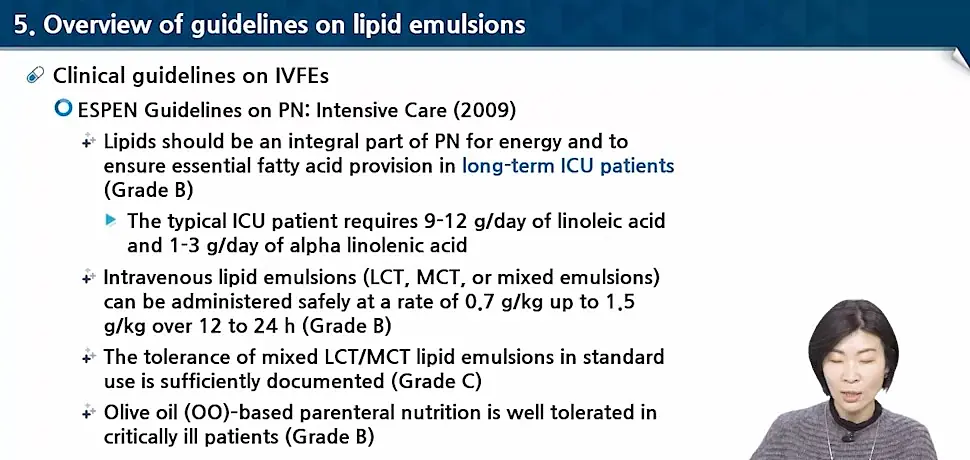 5. Overview of guidelines on lipid emulsions
Clinical guidelines on IVFEs
ESPEN Guidelines on PN: Intensive Care (2009)
Lipids should be an integral part of PN for energy and to
ensure essential fatty acid provision in long-term ICU patients
(Grade B)
The typical ICU patient requires 9-12 g/day of linoleic acid
and 1-3 g/day of alpha linolenic acid
Intravenous lipid emulsions (LCT, MCT, or mixed emulsions)
can be administered safely at a rate of 0.7 g/kg up to 1.5
g/kg over 12 to 24 h (Grade B)
The tolerance of mixed LCT/MCT lipid emulsions in standard
use is sufficiently documented (Grade C)
Olive oil (OO)-based parenteral nutrition is well tolerated in
critically ill patients (Grade B)